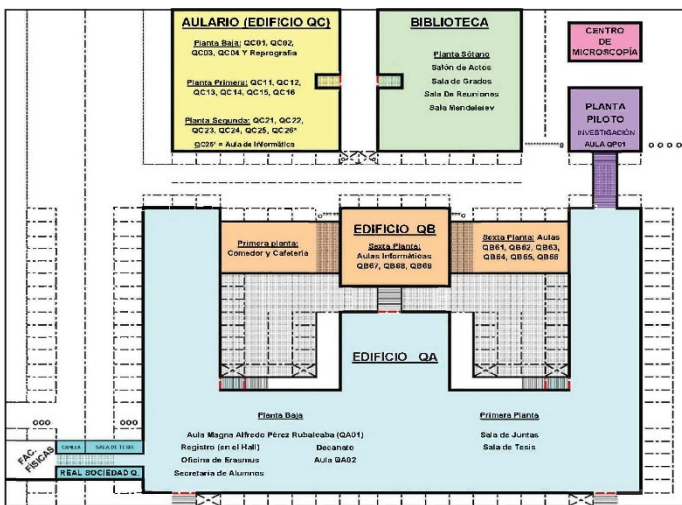 AULARIO (EDIFICIO QC)
Planta Baja: QC01, QC02,
QC03, QC04 Y Reprografía
Planta Primera: QC11, QC12,
QC13, QC14, QC15, QC16
Planta Segunda: QC21, QC22,
QC23, QC24, QC25, QC26*
QC26* = Aula de Informática
BIBLIOTECA
Planta Sótano
Salón de Actos
Sala de Grados
Sala De Reuniones
Sala Mendeleiev
CENTRO
DE
MICROSCOPÍA
PLANTA
PILOTO
INVESTIGACIÓN
AULA QP01
Primera planta:
Comedor y Cafetería
EDIFICIO QB
Sexta Planta:
Aulas Informáticas
QB67, QB68, QB69
Sexta Planta: Aulas
QB61, QB62, QB63,
QB64, QB65, QB66
EDIFICIO QA
Planta Baja
Aula Magna Alfredo Pérez Rubalcaba (QA01)
Registro (en el Hall)
Decanato
Oficina de Erasmus
Aula QA02
Secretaría de Alumnos
Primera Planta
Sala de Juntas
Sala de Tesis
FAC.
FÍSICAS
CAPILLA
SALA DE TESIS
REAL SOCIEDAD Q.